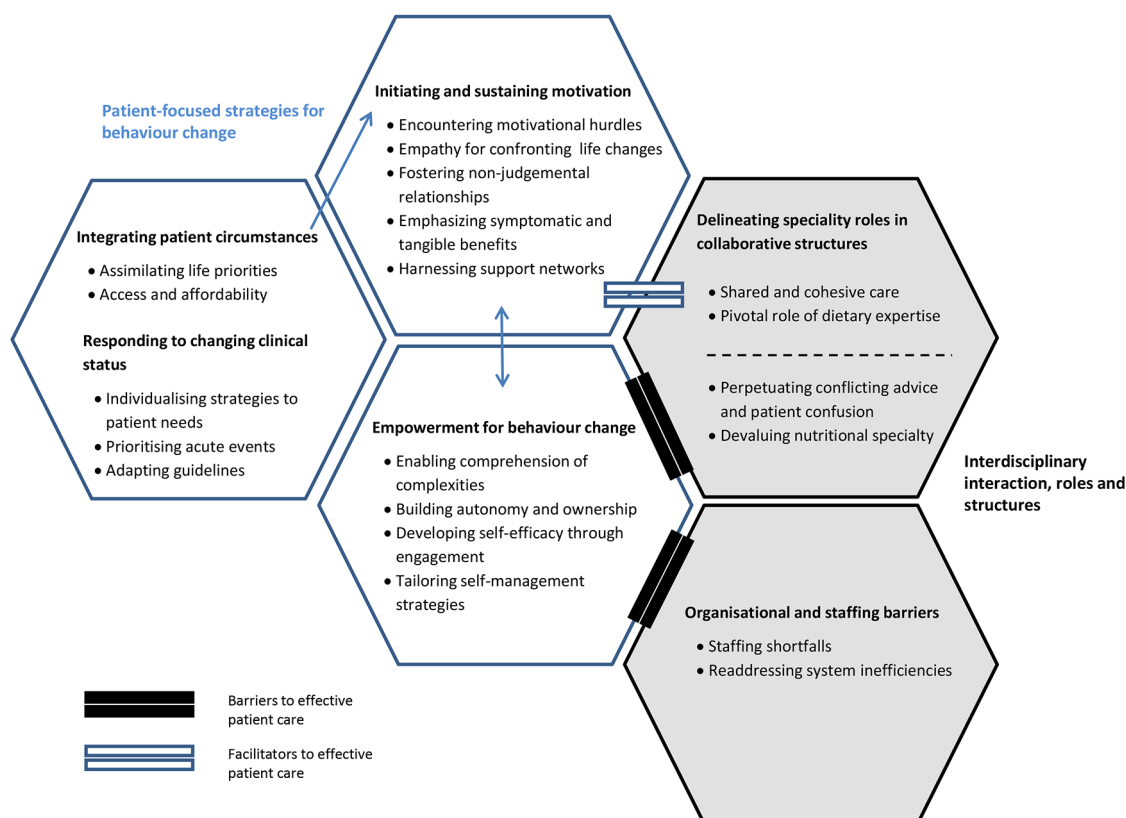 Patient-focused strategies for
behaviour change
Initiating and sustaining motivation
● Encountering motivational hurdles
● Empathy for confronting  life changes
● Fostering non-judgemental
relationships
● Emphasizing symptomatic and
tangible benefits
● Harnessing support networks
Integrating patient circumstances
● Assimilating life priorities
● Access and affordability
Responding to changing clinical
status
● Individualising strategies to
patient needs
● Prioritising acute events
● Adapting guidelines
Delineating speciality roles in
collaborative structures
● Shared and cohesive care
● Pivotal role of dietary expertise
● Perpetuating conflicting advice
and patient confusion
● Devaluing nutritional specialty
Empowerment for behaviour change
● Enabling comprehension of
complexities
● Building autonomy and ownership
● Developing self-efficacy through
engagement
● Tailoring self-management
strategies
Interdisciplinary
interaction, roles and
structures
Organisational and staffing barriers
● Staffing shortfalls
● Readdressing system inefficiencies
Barriers to effective
patient care
Facilitators to effective
patient care